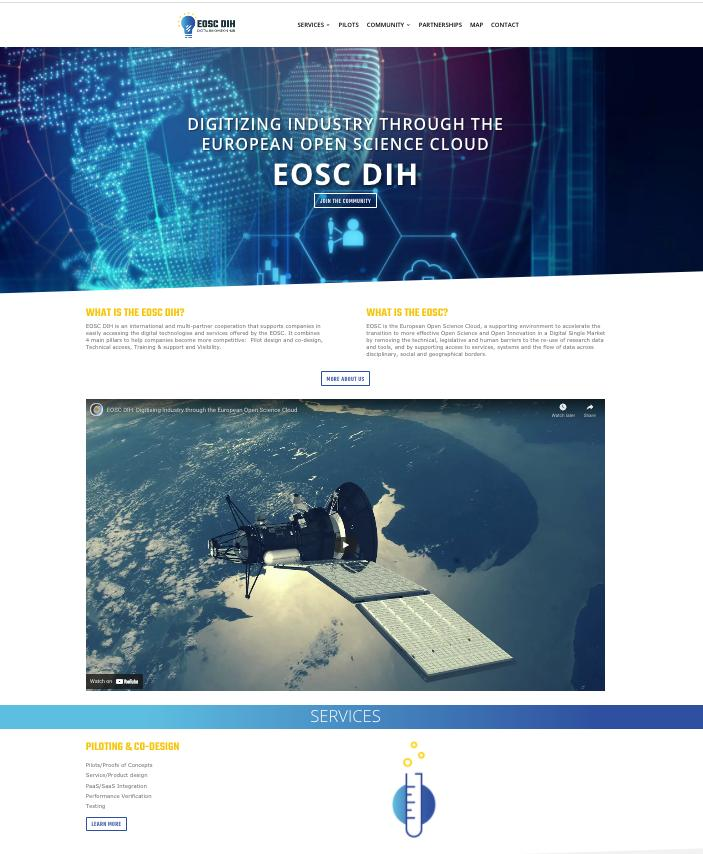 EOSC DIH
DIGITAL INNOVATION HUB
SERVICES PILOTS COMMUNITY PARTNERSHIPS MAP CONTACT
DIGITIZING INDUSTRY THROUGH THE
EUROPEAN OPEN SCIENCE CLOUD
EOSC DIH
JOIN THE COMMUNITY
WHAT IS THE EOSC DIH?
EOSC DIH is an international and multi-partner cooperation that supports companies in
easily accessing the digital technologies and services offered by the EOSC. It combines
4 main pillars to help companies become more competitive: Pilot design and co-design,
Technical access, Training & support and Visibility.
WHAT IS THE EOSC?
EOSC is the European Open Science Cloud, a supporting environment to accelerate the
transition to more effective Open Science and Open Innovation in a Digital Single Market
by removing the technical, legislative and human barriers to the re-use of research data
and tools, and by supporting access to services, systems and the flow of data across
disciplinary, social and geographical borders.
MORE ABOUT US
EOSC DIH: Digitising Industry through the European Open Science Cloud
Watch later Share
Watch on YouTube
SERVICES
PILOTING & CO-DESIGN
Pilots/Proofs of Concepts
Service/Product design
PaaS/SaaS Integration
Performance Verification
Testing
LEARN MORE